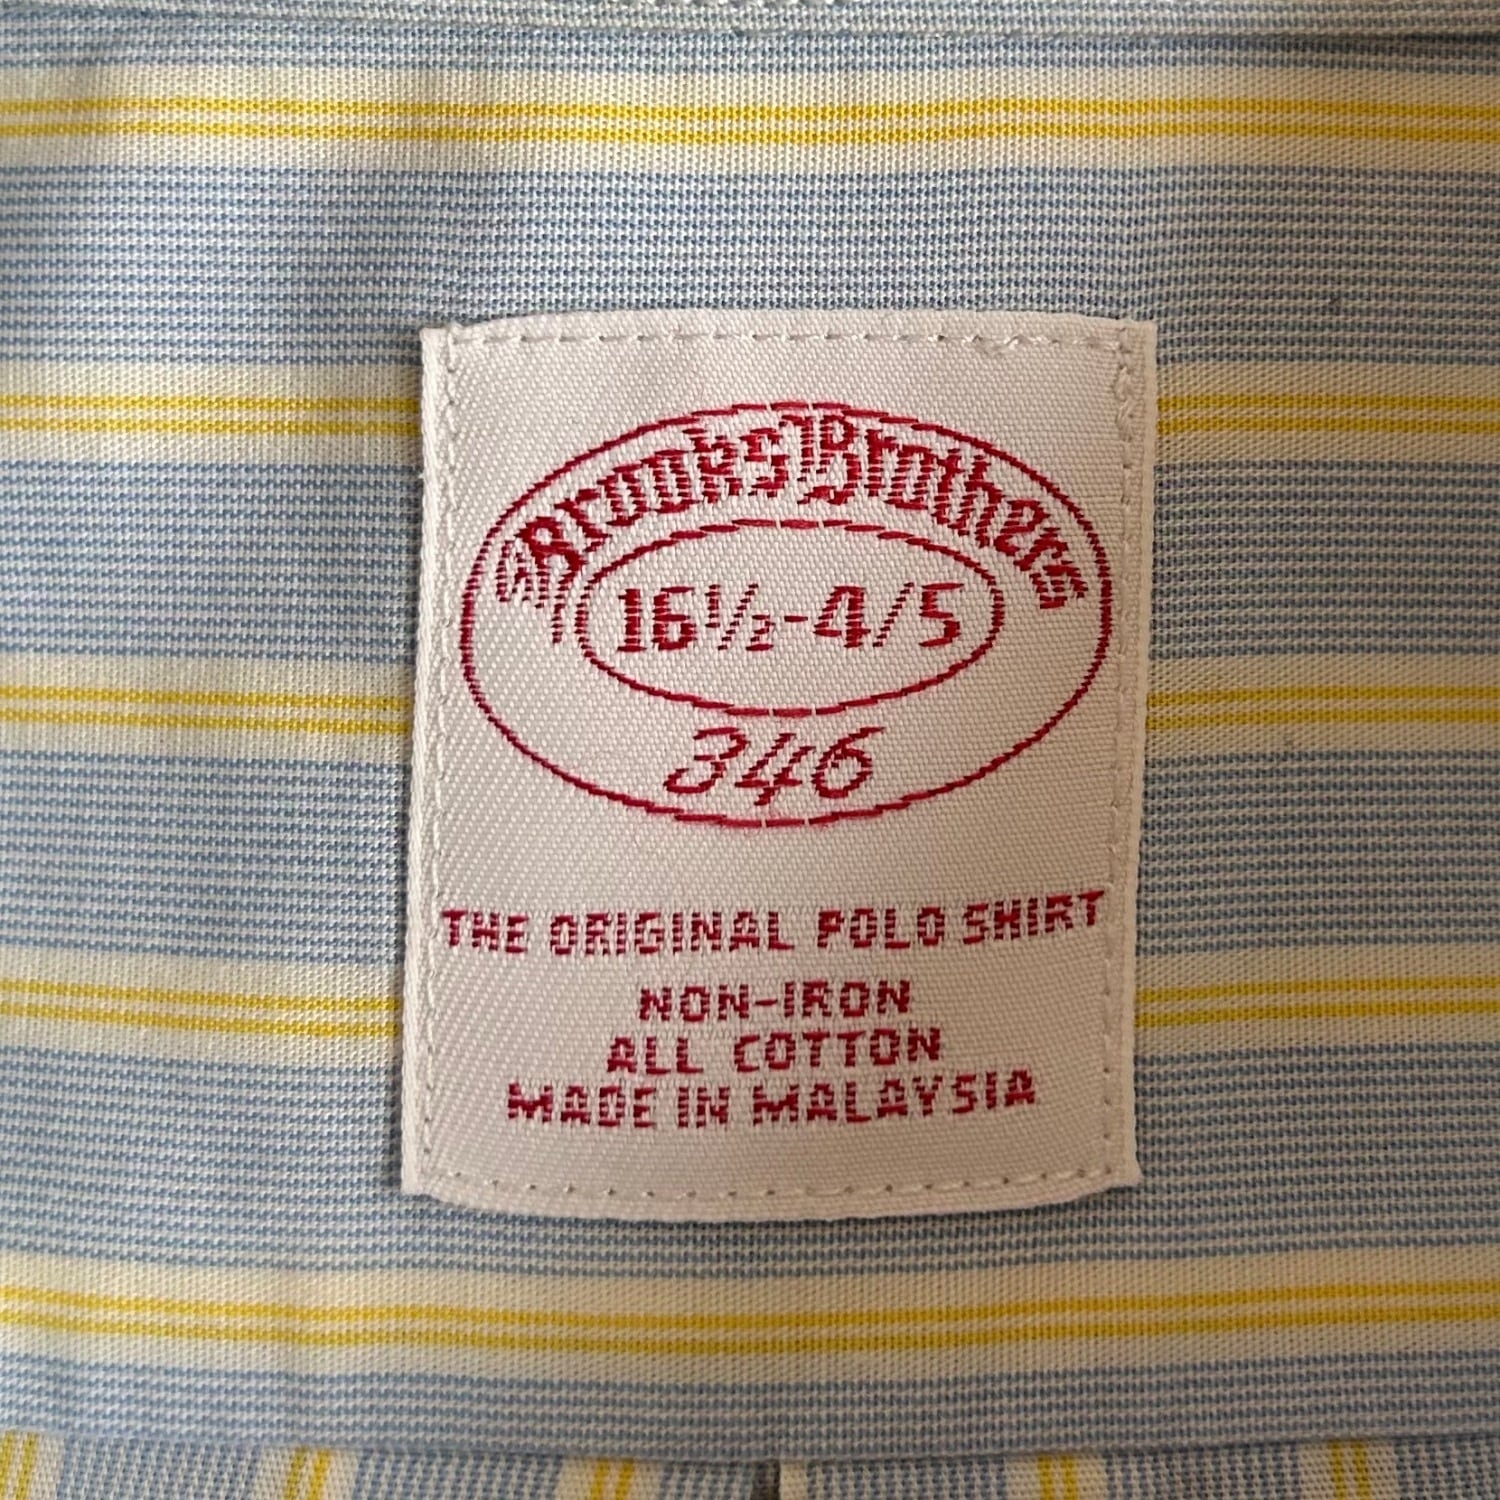 Brooks Brothers
16½-4/5
346
THE ORIGINAL POLO SHIRT
NON-IRON
ALL COTTON
MADE IN MALAYSIA